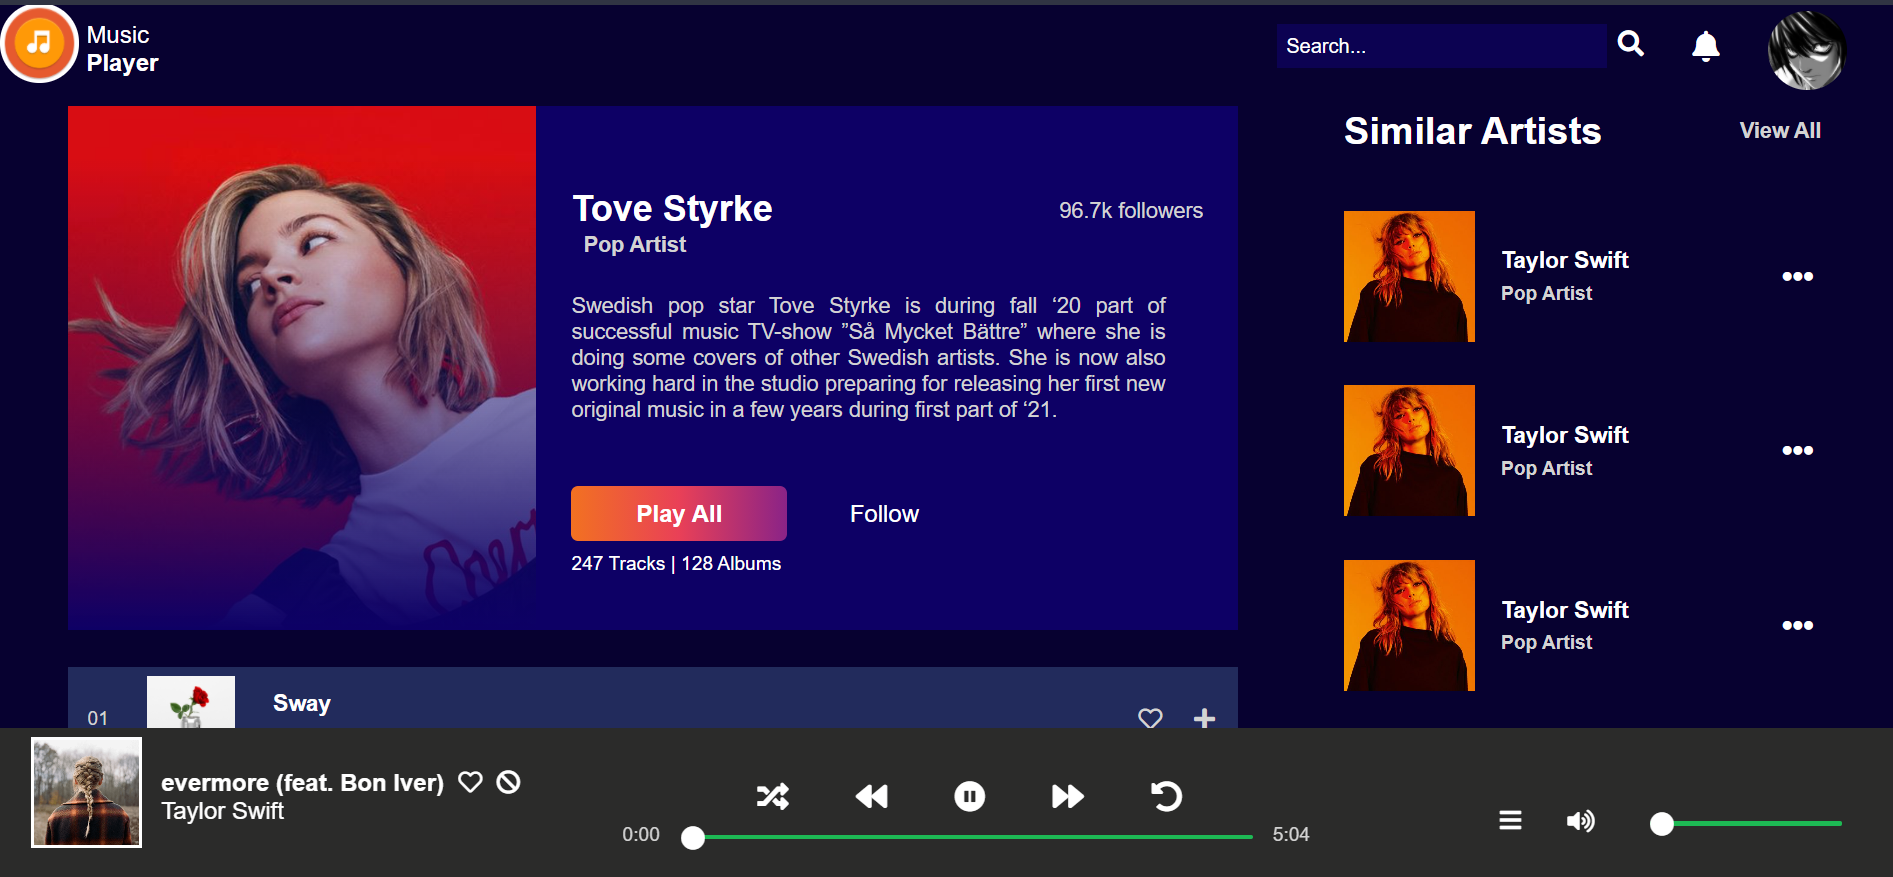 Music
Player
Search...
Similar Artists
View All
Tove Styrke
96.7k followers
Pop Artist
Swedish pop star Tove Styrke is during fall ‘20 part of
successful music TV-show ”Så Mycket Bättre” where she is
doing some covers of other Swedish artists. She is now also
working hard in the studio preparing for releasing her first new
original music in a few years during first part of ‘21.
Play All
Follow
247 Tracks | 128 Albums
Taylor Swift
Pop Artist
Taylor Swift
Pop Artist
Taylor Swift
Pop Artist
01
Sway
evermore (feat. Bon Iver)
Taylor Swift
0:00
5:04